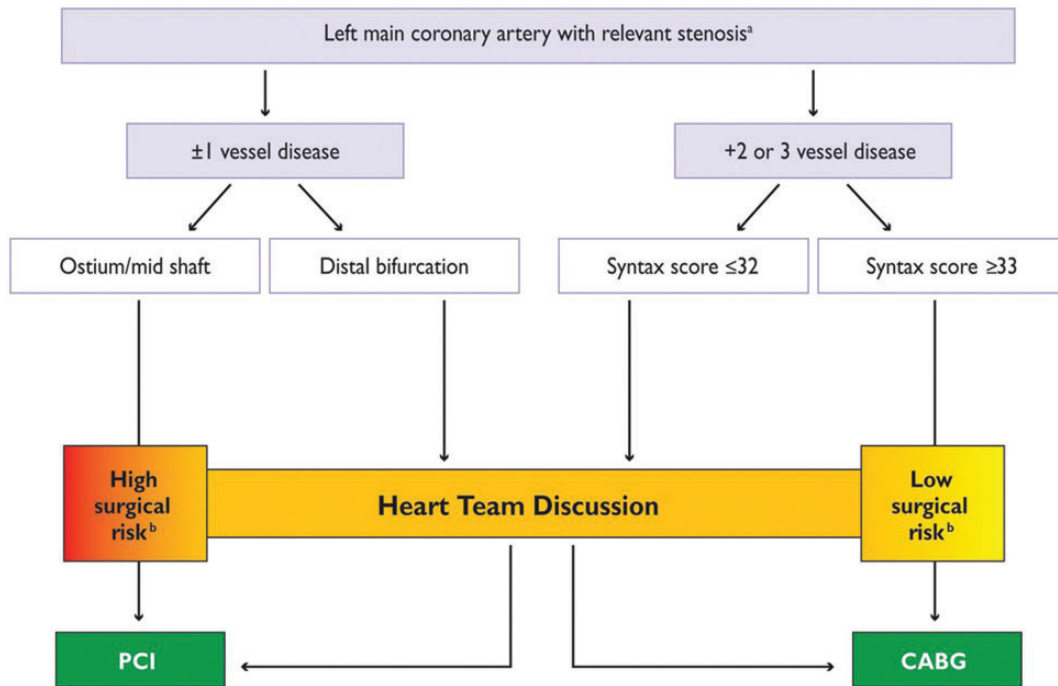 Left main coronary artery with relevant stenosisᵃ
±1 vessel disease
+2 or 3 vessel disease
Ostium/mid shaft
Distal bifurcation
Syntax score ≤32
Syntax score ≥33
High
surgical
riskᵇ
Heart Team Discussion
Low
surgical
riskᵇ
PCI
CABG